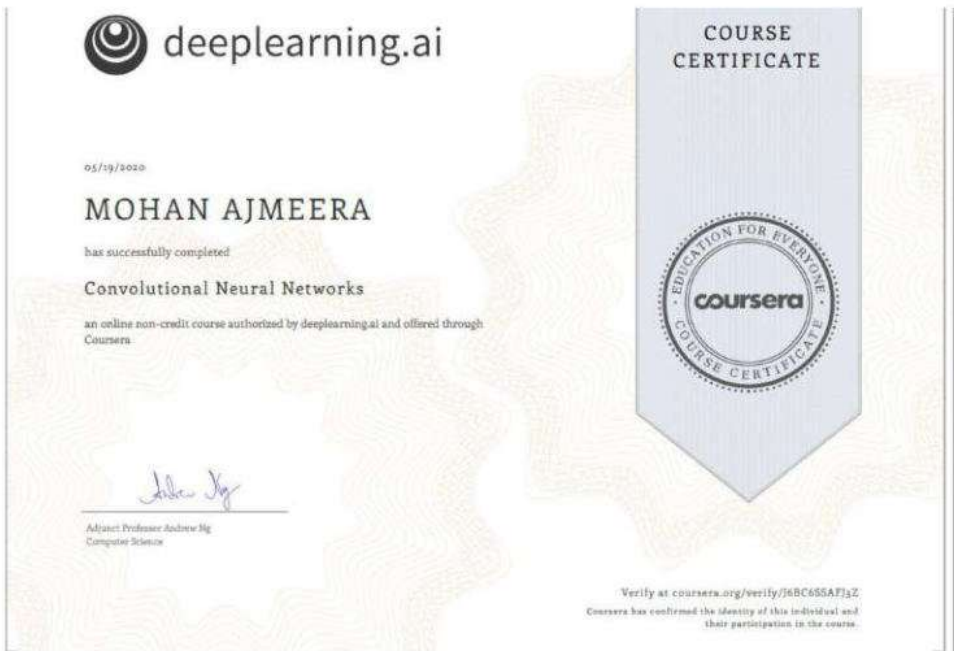 deeplearning.ai
COURSE
CERTIFICATE
05/19/2020
MOHAN AJMEERA
has successfully completed
Convolutional Neural Networks
an online non-credit course authorized by deeplearning.ai and offered through
Coursera
EDUCATION FOR EVERYONE
coursera
COURSE CERTIFICATE
Andrew Ng
Adjunct Professor Andrew Ng
Computer Science
Verify at coursera.org/verify/
Coursera has confirmed the identity of this individual and
their participation in the course.